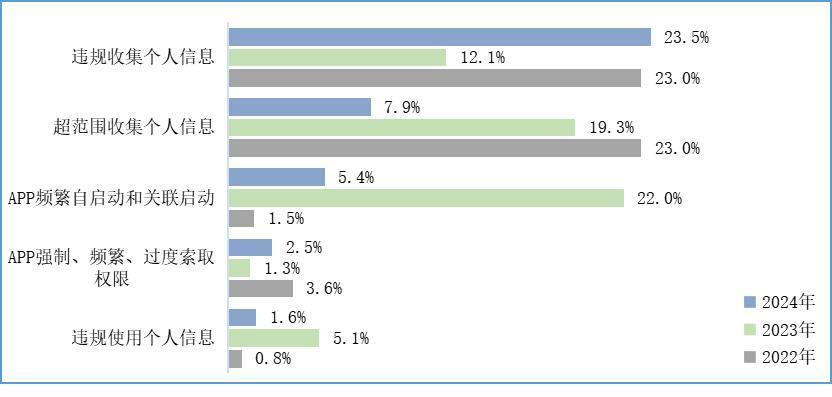 违规收集个人信息
23.5%
12.1%
23.0%
超范围收集个人信息
7.9%
19.3%
23.0%
APP频繁自启动和关联启动
5.4%
22.0%
1.5%
APP强制、频繁、过度索取
权限
2.5%
1.3%
3.6%
违规使用个人信息
1.6%
5.1%
0.8%
2024年
2023年
2022年